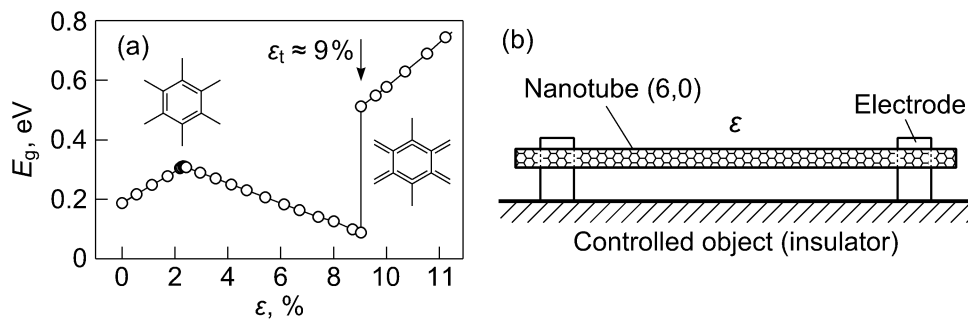 0.8
(a)
εt ≈ 9%
0.6
0.4
0.2
0
Eg, eV
0 2 4 6 8 10 11
ε, %
(b)
Nanotube (6,0)
ε
Electrode
Controlled object (insulator)